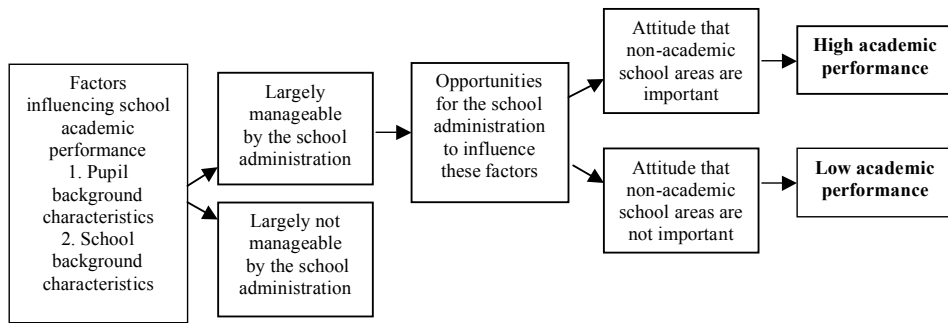 Factors
influencing school
academic
performance
1. Pupil
background
characteristics
2. School
background
characteristics
Largely
manageable
by the school
administration
Largely not
manageable
by the school
administration
Opportunities
for the school
administration
to influence
these factors
Attitude that
non-academic
school areas are
important
Attitude that
non-academic
school areas are
not important
High academic
performance
Low academic
performance